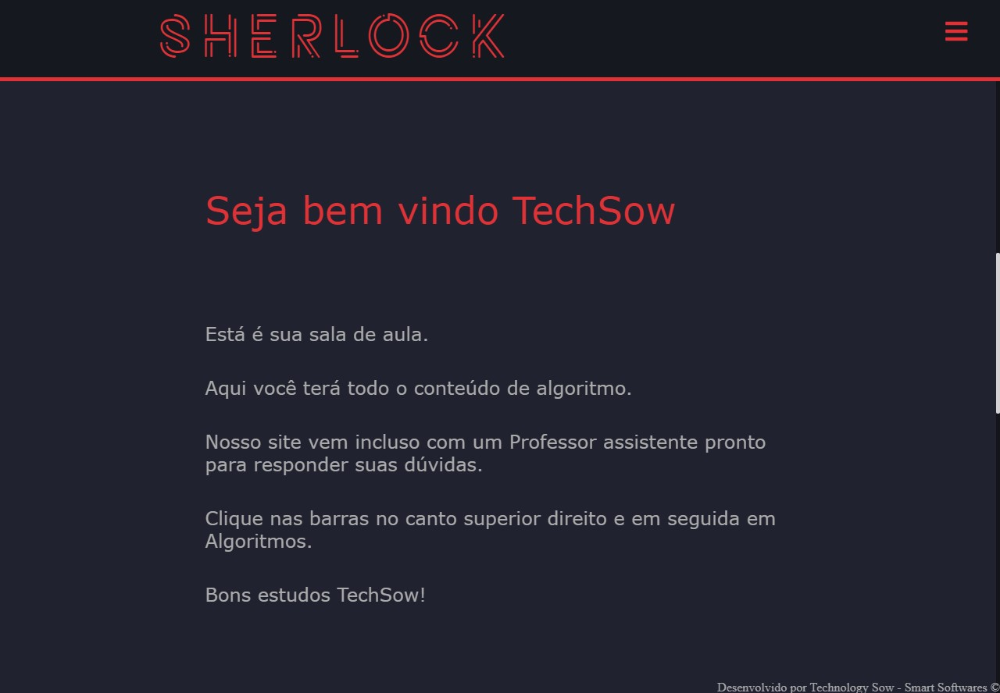 SHERLOCK
Seja bem vindo TechSow
Está é sua sala de aula.
Aqui você terá todo o conteúdo de algoritmo.
Nosso site vem incluso com um Professor assistente pronto
para responder suas dúvidas.
Clique nas barras no canto superior direito e em seguida em
Algoritmos.
Bons estudos TechSow!
Desenvolvido por Technology Sow - Smart Softwares ©